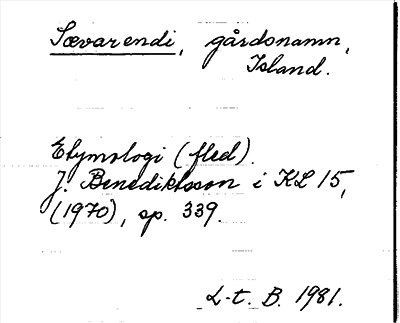 Sævarendi, gårdsnamn,
Island.
Etymologi (fled).
J. Benediktsson i KL 15,
(1970), sp. 339.
L-t. B. 1981.